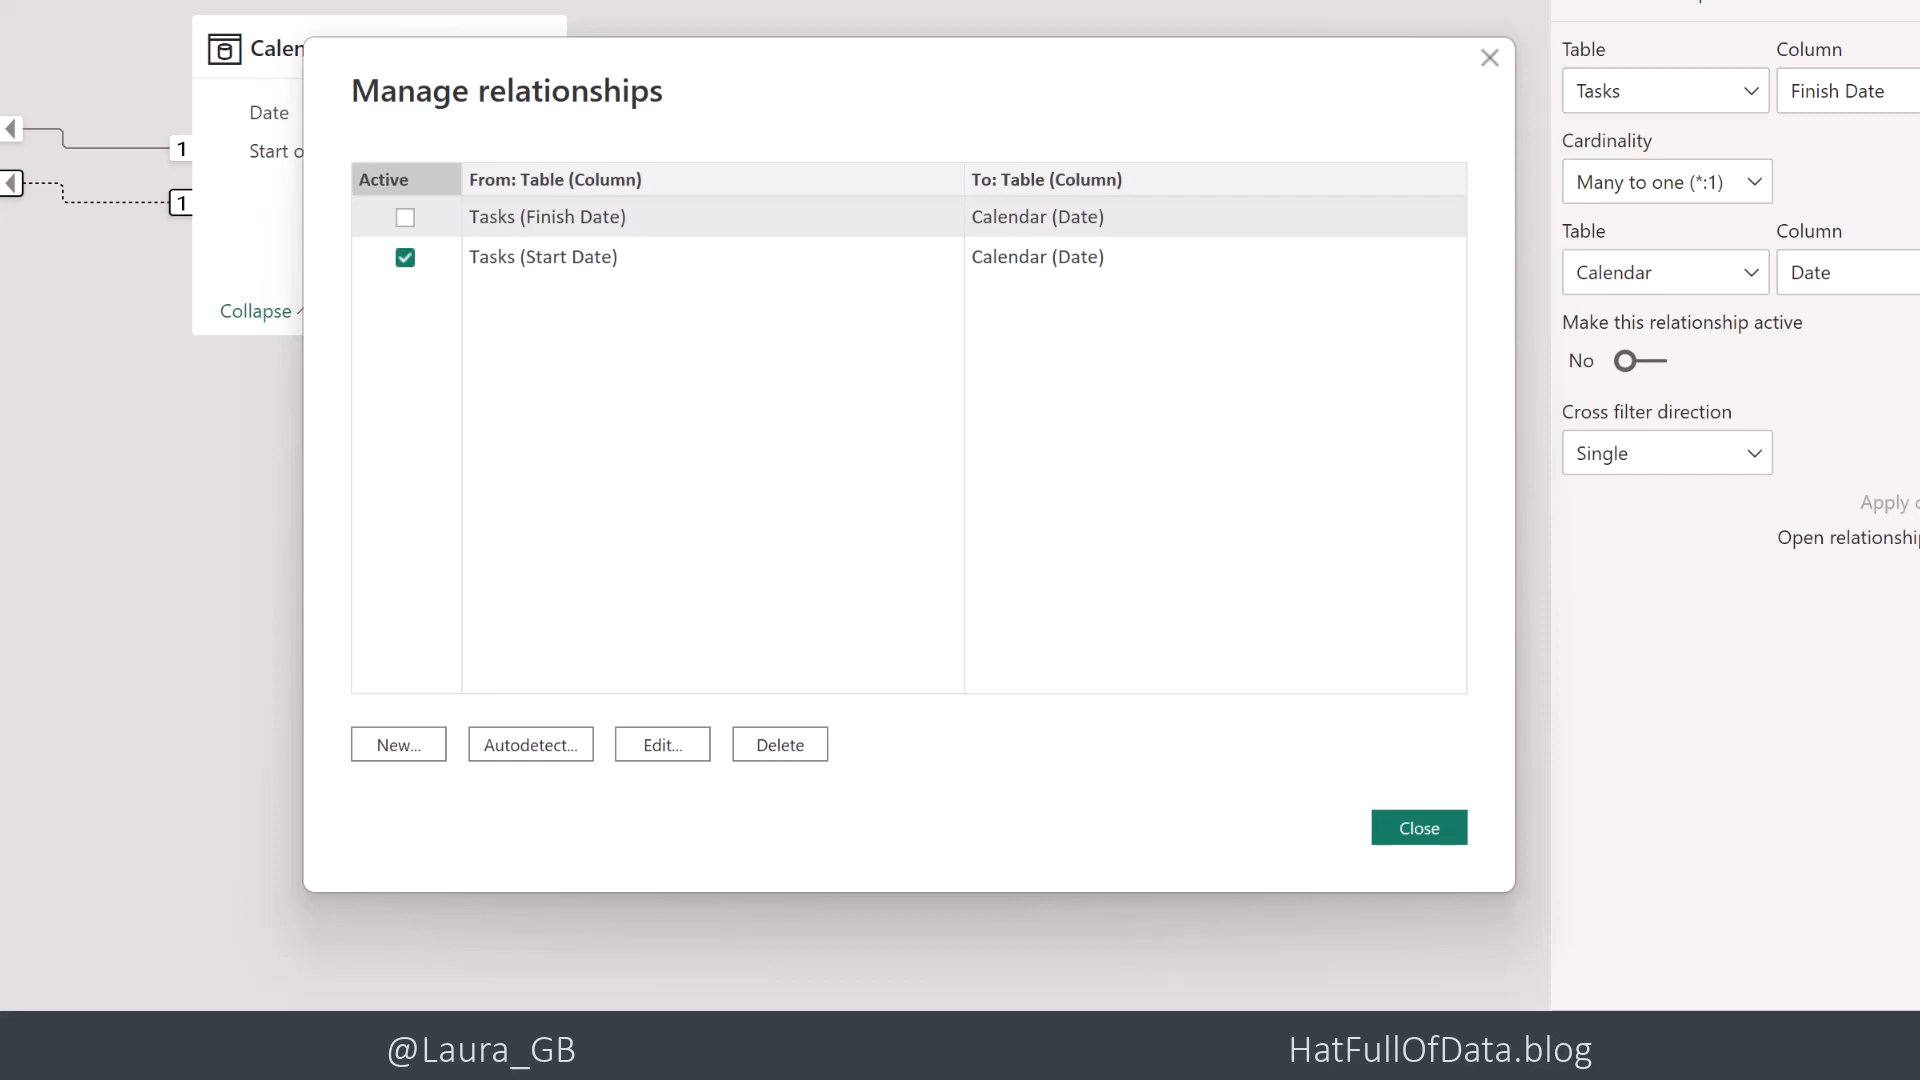 Calen
Date
Start o
Collapse
1
1
Manage relationships
Active From: Table (Column) To: Table (Column)
Tasks (Finish Date) Calendar (Date)
Tasks (Start Date) Calendar (Date)
New... Autodetect... Edit... Delete
Close
Table Column
Tasks Finish Date
Cardinality
Many to one (*:1)
Table Column
Calendar Date
Make this relationship active
No
Cross filter direction
Single
Apply c
Open relationship
@Laura_GB HatFullOfData.blog